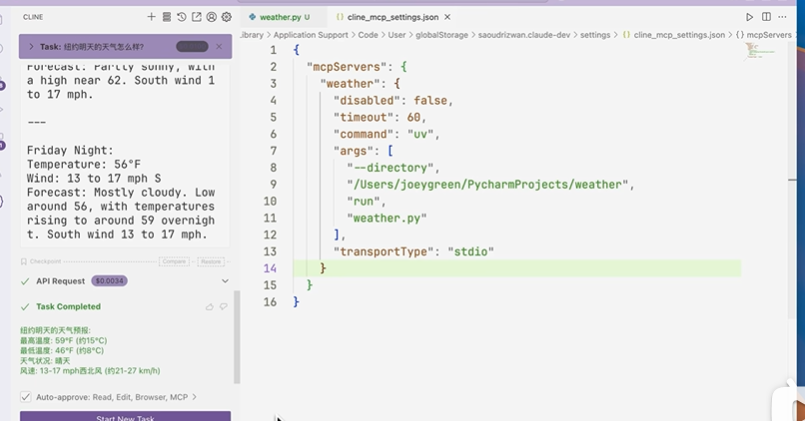 CLINE
Task: 纽约明天的天气怎么样?
Forecast: Partly sunny, with
a high near 62. South wind 1
to 17 mph.
---
Friday Night:
Temperature: 56°F
Wind: 13 to 17 mph S
Forecast: Mostly cloudy. Low
around 56, with temperatures
rising to around 59 overnigh
t. South wind 13 to 17 mph.
Checkpoint Compare Restore
API Request $0.0034
Task Completed
纽约明天的天气预报:
最高温度: 59°F (约15°C)
最低温度: 46°F (约8°C)
天气状况: 晴天
风速: 13-17 mph西北风 (约21-27 km/h)
Auto-approve: Read, Edit, Browser, MCP >
Start New Task
weather.py U
{} cline_mcp_settings.json ×
.ibrary > Application Support > Code > User > globalStorage > saoudrizwan.claude-dev > settings > {} cline_mcp_settings.json > {} mcpServers >
1 {
2 "mcpServers": {
3 "weather": {
4 "disabled": false,
5 "timeout": 60,
6 "command": "uv",
7 "args": [
8 "--directory",
9 "/Users/joeygreen/PycharmProjects/weather",
10 "run",
11 "weather.py"
12 ],
13 "transportType": "stdio"
14 }
15 }
16 }